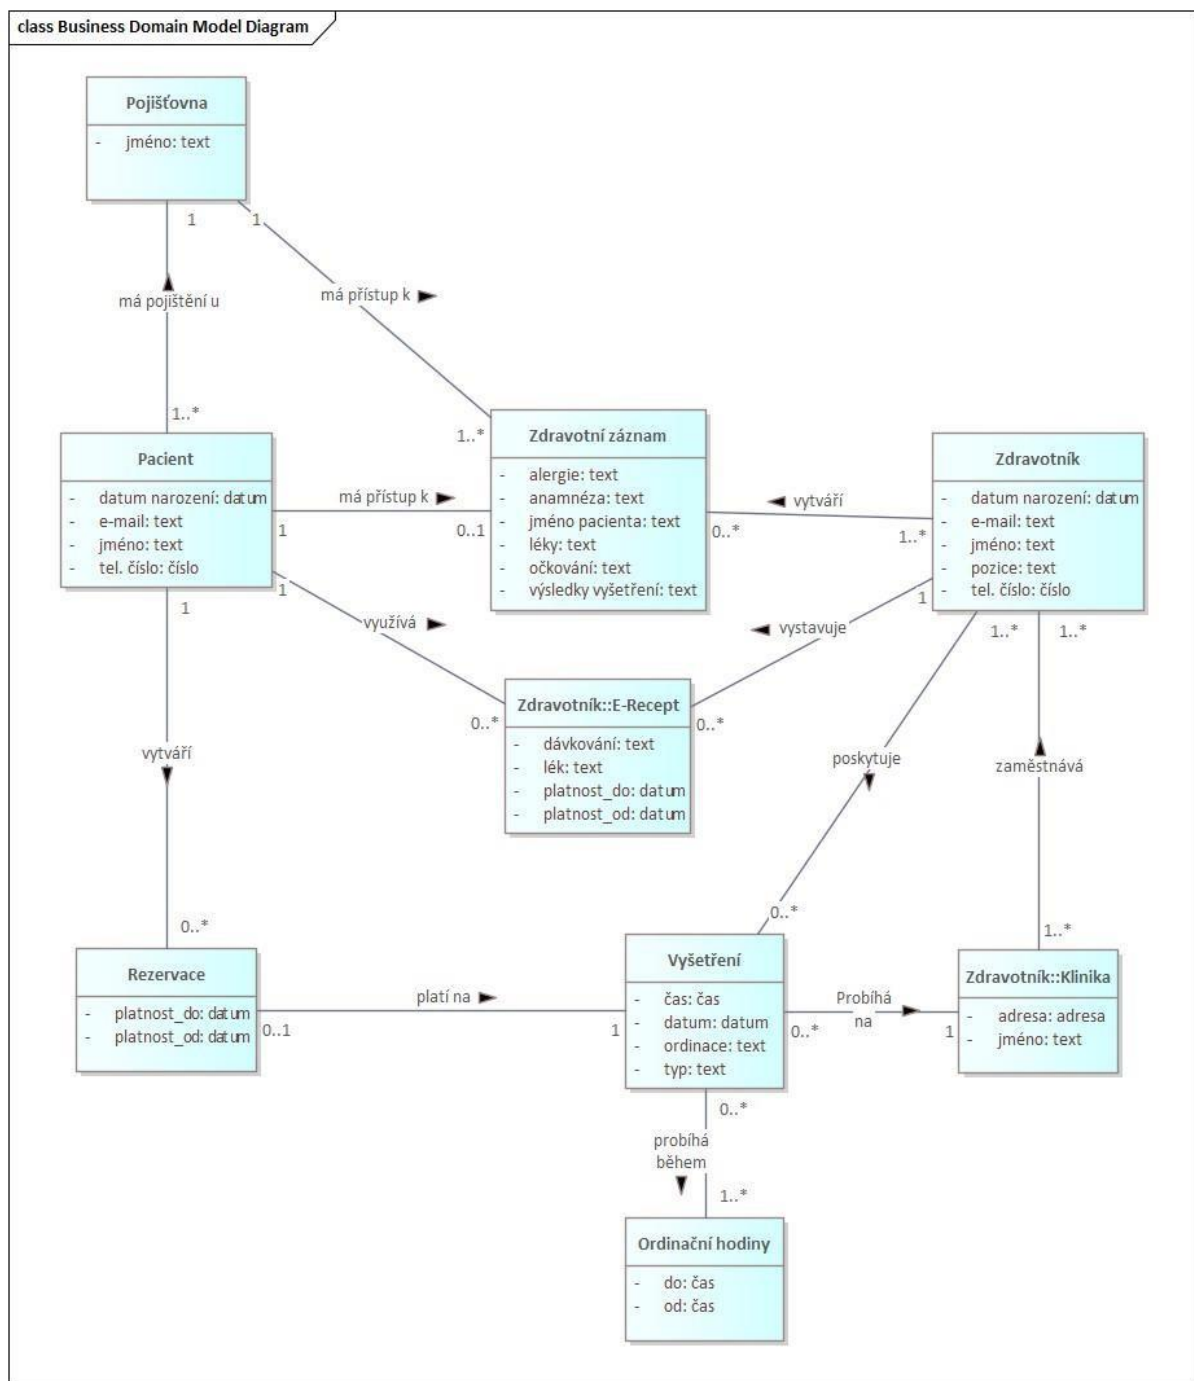 class Business Domain Model Diagram
Pojišťovna
- jméno: text
1
1
má pojištění u
má přístup k
1..*
1..*
Pacient
- datum narození: datum
- e-mail: text
- jméno: text
- tel. číslo: číslo
má přístup k
1
0..1
Zdravotní záznam
- alergie: text
- anamnéza: text
- jméno pacienta: text
- léky: text
- očkování: text
- výsledky vyšetření: text
vytváří
0..*
1..*
Zdravotník
- datum narození: datum
- e-mail: text
- jméno: text
- pozice: text
- tel. číslo: číslo
1
1
využívá
vystavuje
1
1..*
1..*
0..*
0..*
Zdravotník::E-Recept
- dávkování: text
- lék: text
- platnost_do: datum
- platnost_od: datum
vytváří
poskytuje
zaměstnává
0..*
0..*
1..*
Rezervace
- platnost_do: datum
- platnost_od: datum
platí na
0..1
1
Vyšetření
- čas: čas
- datum: datum
- ordinace: text
- typ: text
Probíhá
na
0..*
1
Zdravotník::Klinika
- adresa: adresa
- jméno: text
0..*
probíhá
během
1..*
Ordinační hodiny
- do: čas
- od: čas